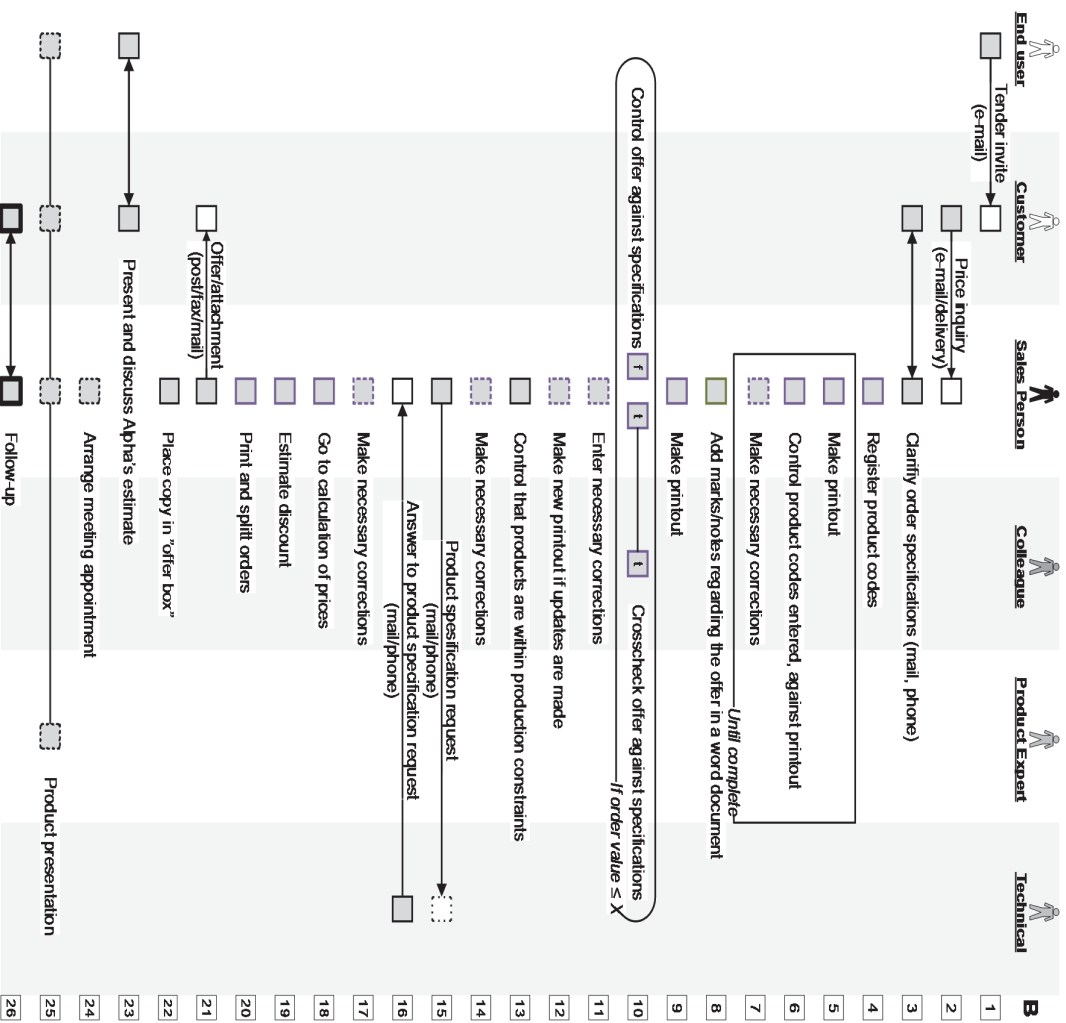 End user
Customer
Sales Person
Colleague
Product Expert
Technical
B
Tender invite
(e-mail)
1
Price inquiry
(e-mail/delivery)
2
Clarifiy order specifications (mail, phone)
3
Register product codes
4
Make printout
5
Control product codes entered, against printout
6
Make necessary corrections
7
Until complete
Add marks/notes regarding the offer in a word document
8
Make printout
9
Control offer against specifications
f
t
t
Crosscheck offer against specifications
10
If order value ≤ X
Enter necessary corrections
11
Make new printout if updates are made
12
Control that products are within production constraints
13
Make necessary corrections
14
Product spesification request
(mail/phone)
15
Answer to product specification request
(mail/phone)
16
Make necessary corrections
17
Go to calculation of prices
18
Estimate discount
19
Print and splitt orders
20
Offer/attachment
(post/fax/mail)
21
Place copy in "offer box"
22
Present and discuss Alpha's estimate
23
Arrange meeting appointment
24
Product presentation
25
Follow-up
26